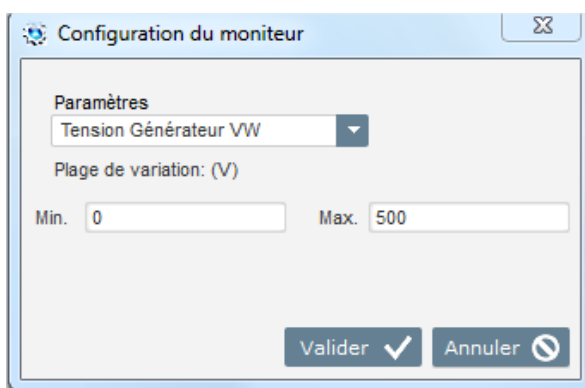 Configuration du moniteur
Paramètres
Tension Générateur VW
Plage de variation: (V)
Min. 0 Max. 500
Valider Annuler